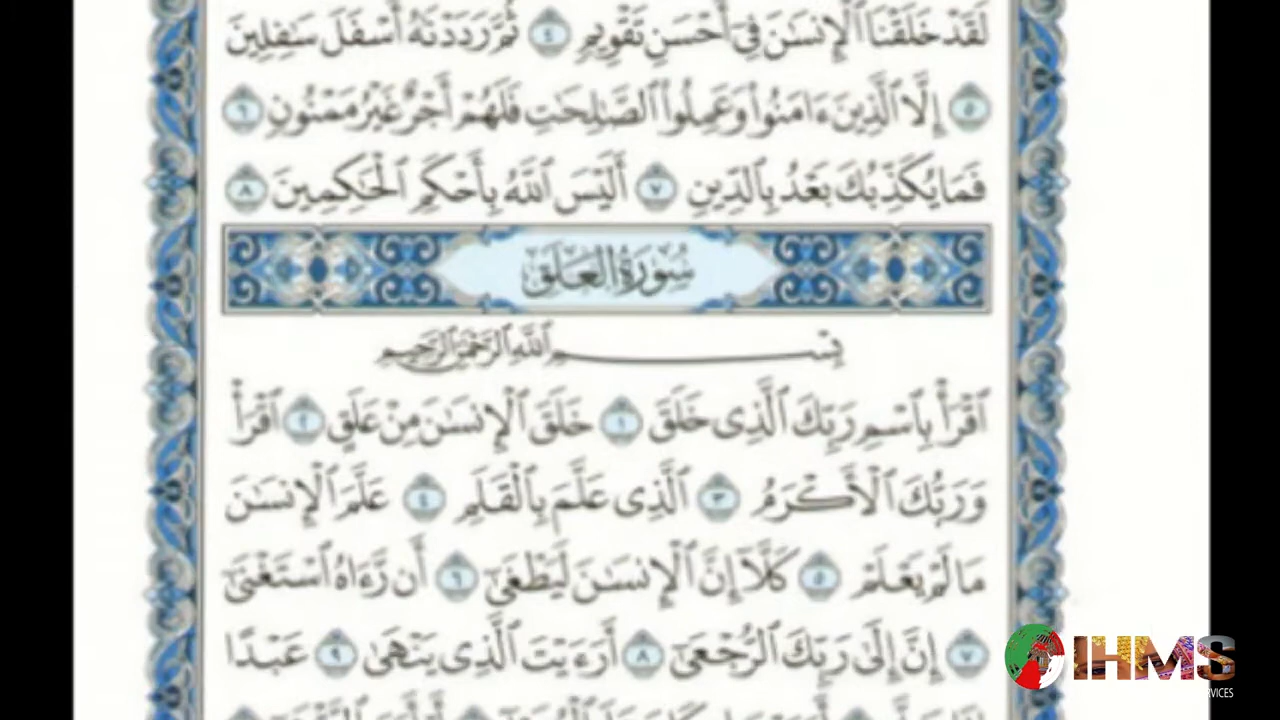 لَقَدْ خَلَقْنَا ٱلْإِنسَٰنَ فِىٓ أَحْسَنِ تَقْوِيمٍ ٤ ثُمَّ رَدَدْنَٰهُ أَسْفَلَ سَٰفِلِينَ
٥ إِلَّا ٱلَّذِينَ ءَامَنُوا۟ وَعَمِلُوا۟ ٱلصَّٰلِحَٰتِ فَلَهُمْ أَجْرٌ غَيْرُ مَمْنُونٍ ٦
فَمَا يُكَذِّبُكَ بَعْدُ بِٱلدِّينِ ٧ أَلَيْسَ ٱللَّهُ بِأَحْكَمِ ٱلْحَٰكِمِينَ ٨
سُورَةُ العَلَقِ
بِسْمِ ٱللَّهِ ٱلرَّحْمَٰنِ ٱلرَّحِيمِ
ٱقْرَأْ بِٱسْمِ رَبِّكَ ٱلَّذِى خَلَقَ ١ خَلَقَ ٱلْإِنسَٰنَ مِنْ عَلَقٍ ٢ ٱقْرَأْ
وَرَبُّكَ ٱلْأَكْرَمُ ٣ ٱلَّذِى عَلَّمَ بِٱلْقَلَمِ ٤ عَلَّمَ ٱلْإِنسَٰنَ
مَا لَمْ يَعْلَمْ ٥ كَلَّآ إِنَّ ٱلْإِنسَٰنَ لَيَطْغَىٰٓ ٦ أَن رَّءَاهُ ٱسْتَغْنَىٰٓ
٧ إِنَّ إِلَىٰ رَبِّكَ ٱلرُّجْعَىٰٓ ٨ أَرَءَيْتَ ٱلَّذِى يَنْهَىٰ ٩ عَبْدًا
IHMS